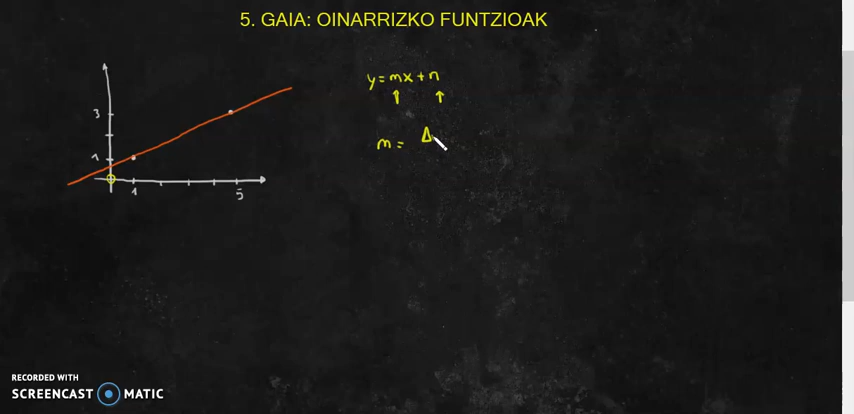 5. GAIA: OINARRIZKO FUNTZIOAK
y = mx + n
m = Δ
3
1
1
5
RECORDED WITH
SCREENCAST MATIC